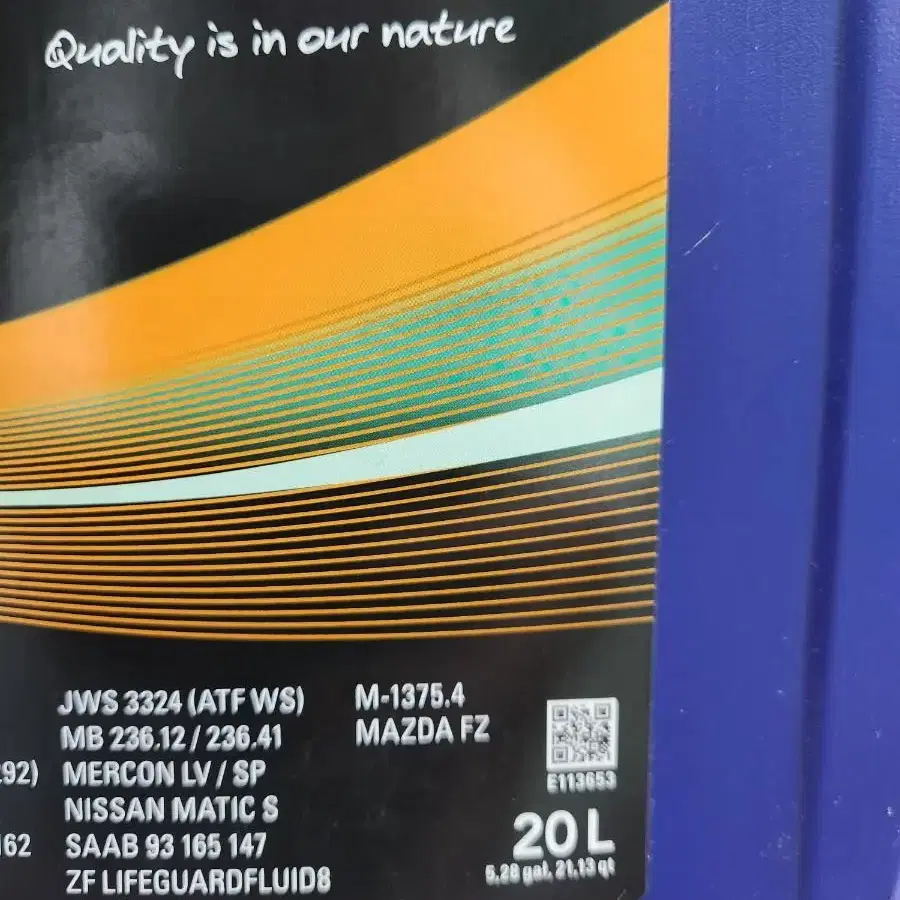 Quality is in our nature
JWS 3324 (ATF WS)
MB 236.12 / 236.41
292) MERCON LV / SP
NISSAN MATIC S
162 SAAB 93 165 147
ZF LIFEGUARDFLUID8
M-1375.4
MAZDA FZ
E113653
20 L
5,28 gal, 21,13 qt